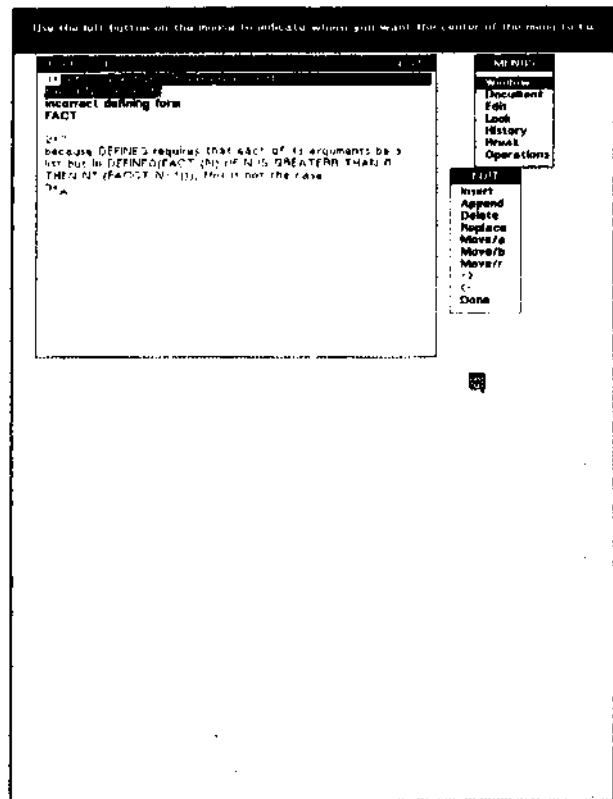 Use the left button on the mouse to indicate where you want the center of the menu to be
incorrect defining form
FACT
because DEFINEQ requires that each of its arguments be a
list but in DEFINEQ(FACT (N) (IF N IS GREATERR THAN 0
THEN N* (FACCT N-1))), this is not the case
MENUS
Window
Document
Edit
Look
History
Break
Operations
EDIT
Insert
Append
Delete
Replace
Move/a
Move/b
Move/r
Done